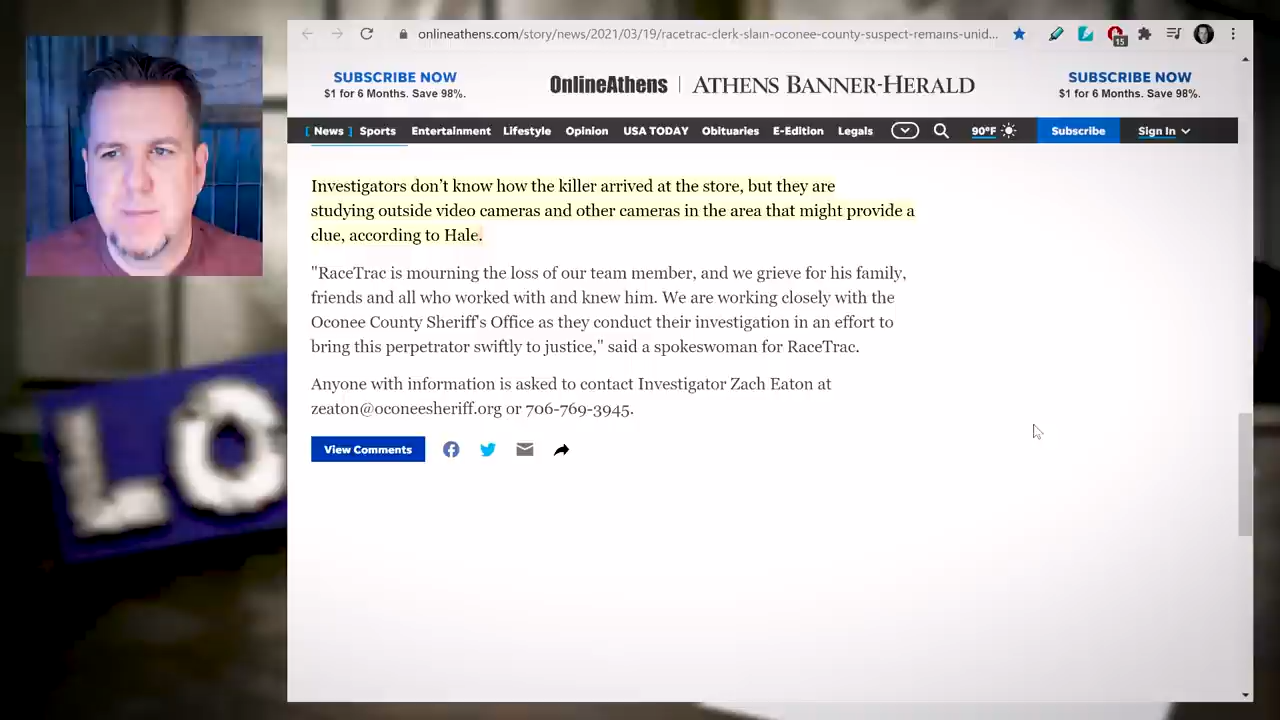 onlineathens.com/story/news/2021/03/19/racetrac-clerk-slain-oconee-county-suspect-remains-unid...
15
SUBSCRIBE NOW
$1 for 6 Months. Save 98%.
OnlineAthens | ATHENS BANNER-HERALD
SUBSCRIBE NOW
$1 for 6 Months. Save 98%.
[ News ] Sports Entertainment Lifestyle Opinion USA TODAY Obituaries E-Edition Legals 90°F Subscribe Sign In
Investigators don't know how the killer arrived at the store, but they are
studying outside video cameras and other cameras in the area that might provide a
clue, according to Hale.
"RaceTrac is mourning the loss of our team member, and we grieve for his family,
friends and all who worked with and knew him. We are working closely with the
Oconee County Sheriff's Office as they conduct their investigation in an effort to
bring this perpetrator swiftly to justice," said a spokeswoman for RaceTrac.
Anyone with information is asked to contact Investigator Zach Eaton at
zeaton@oconeesheriff.org or 706-769-3945.
View Comments
LO